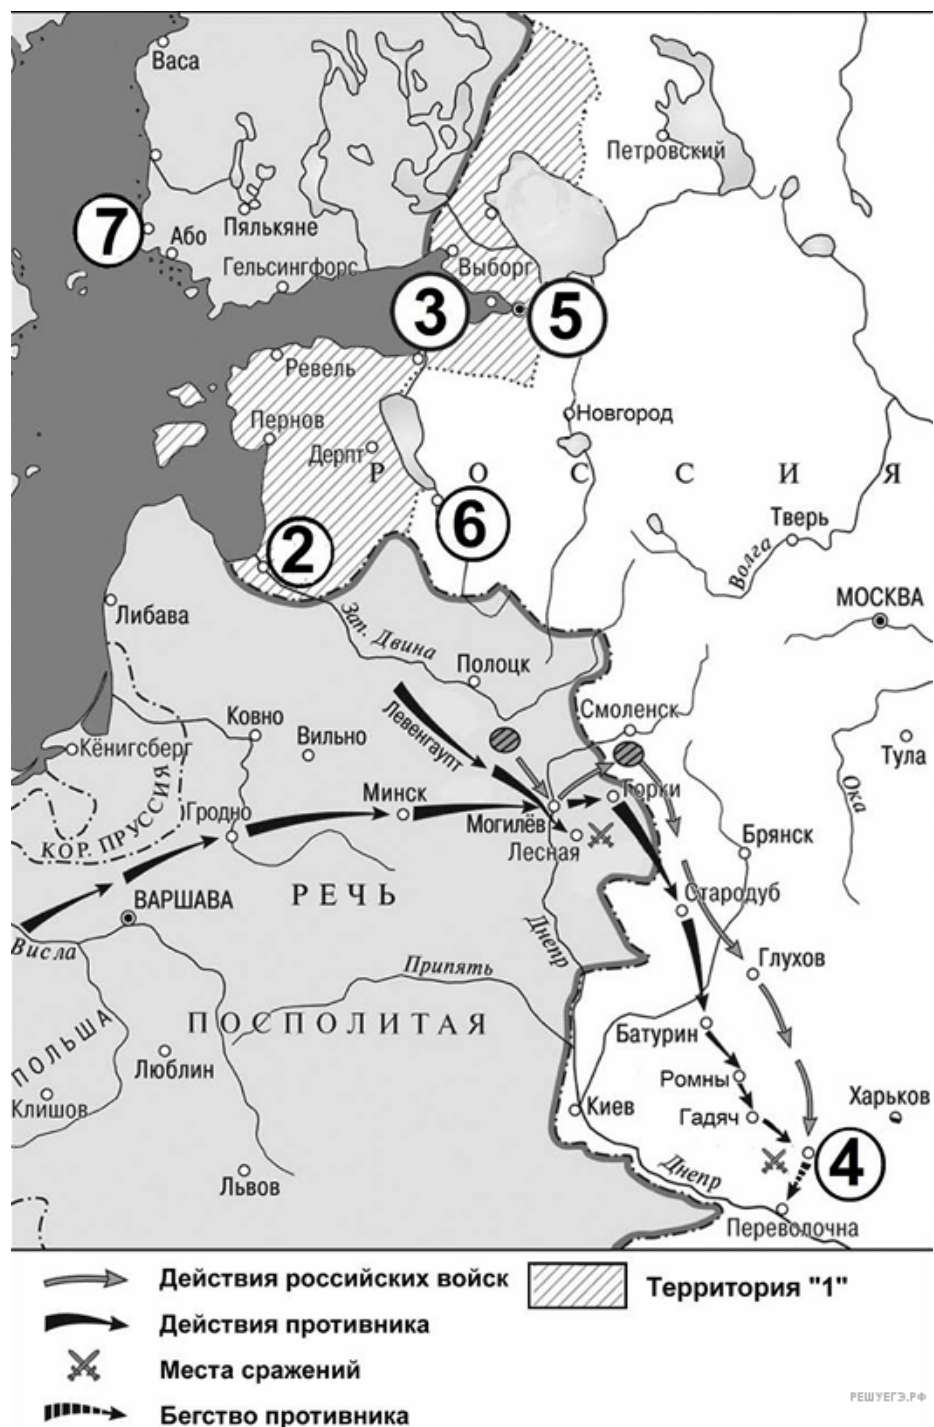 Васа
Петровский
7
Або
Пялькяне
Гельсингфорс
Выборг
3
5
Ревель
Новгород
Пернов
Дерпт
РОССИЯ
6
Тверь
2
Волга
Либава
Зап. Двина
МОСКВА
Полоцк
Смоленск
Левенгаупт
Ковно
Вильно
Кёнигсберг
Тула
Ока
КОР. ПРУССИЯ
Гродно
Минск
Могилёв
Горки
Лесная
Брянск
РЕЧЬ
Стародуб
ВАРШАВА
Висла
Днепр
Глухов
Припять
ПОСПОЛИТАЯ
Батурин
ПОЛЬША
Люблин
Ромны
Клишов
Киев
Гадяч
Харьков
4
Львов
Днепр
Переволочна
Действия российских войск
Территория "1"
Действия противника
Места сражений
Бегство противника
РЕШУЕГЭ.РФ